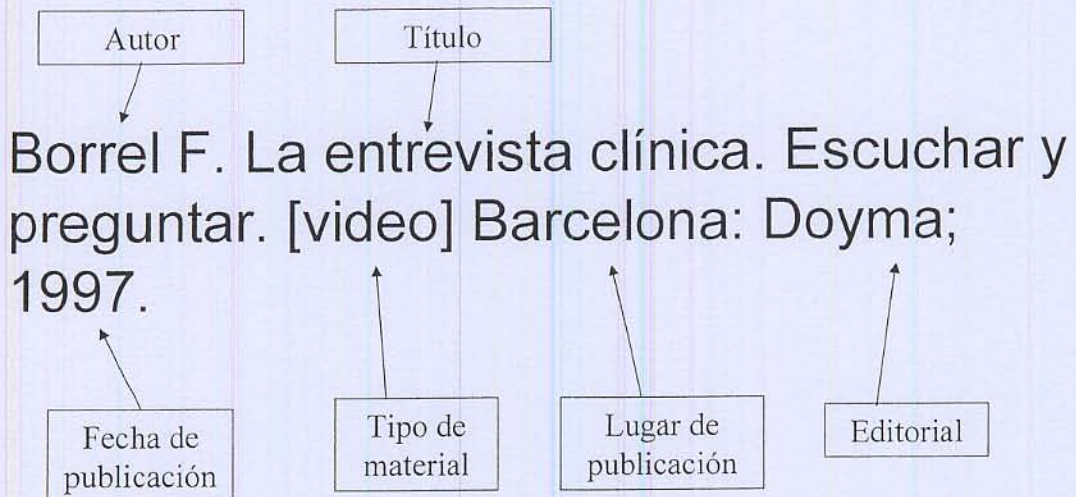 Autor
Título
Borrel F. La entrevista clínica. Escuchar y
preguntar. [video] Barcelona: Doyma;
1997.
Fecha de
publicación
Tipo de
material
Lugar de
publicación
Editorial